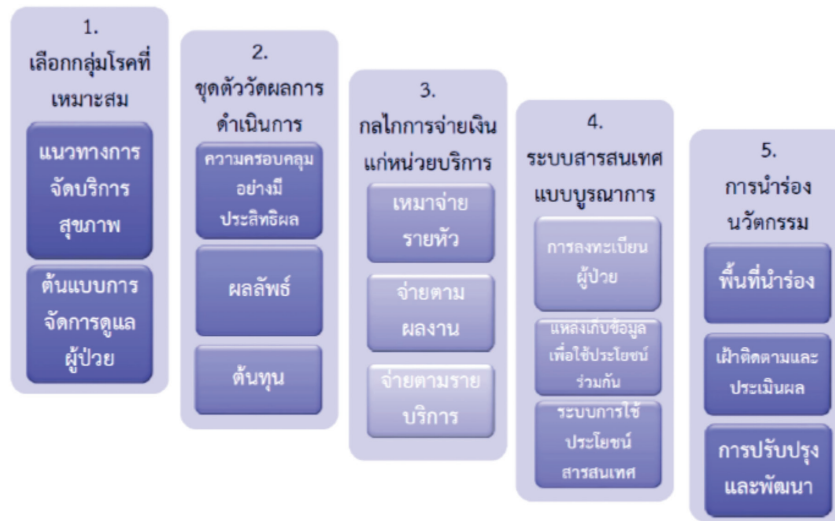 1.
เลือกกลุ่มโรคที่
เหมาะสม
แนวทางการ
จัดบริการ
สุขภาพ
ต้นแบบการ
จัดการดูแล
ผู้ป่วย
2.
ชุดตัววัดผลการ
ดำเนินการ
ความครอบคลุม
อย่างมี
ประสิทธิผล
ผลลัพธ์
ต้นทุน
3.
กลไกการจ่ายเงิน
แก่หน่วยบริการ
เหมาจ่าย
รายหัว
จ่ายตาม
ผลงาน
จ่ายตามราย
บริการ
4.
ระบบสารสนเทศ
แบบบูรณาการ
การลงทะเบียน
ผู้ป่วย
แหล่งเก็บข้อมูล
เพื่อใช้ประโยชน์
ร่วมกัน
ระบบการใช้
ประโยชน์
สารสนเทศ
5.
การนำร่อง
นวัตกรรม
พื้นที่นำร่อง
เฝ้าติดตามและ
ประเมินผล
การปรับปรุง
และพัฒนา